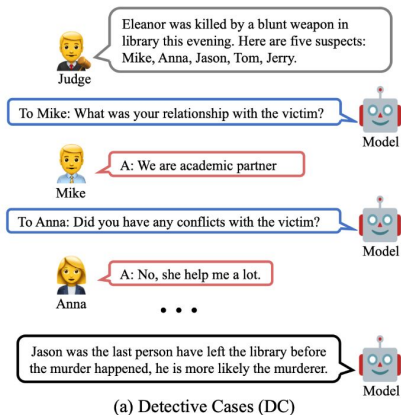 Eleanor was killed by a blunt weapon in
library this evening. Here are five suspects:
Mike, Anna, Jason, Tom, Jerry.
Judge
To Mike: What was your relationship with the victim?
Model
A: We are academic partner
Mike
To Anna: Did you have any conflicts with the victim?
Model
A: No, she help me a lot.
Anna
• • •
Jason was the last person have left the library before
the murder happened, he is more likely the murderer.
Model
(a) Detective Cases (DC)